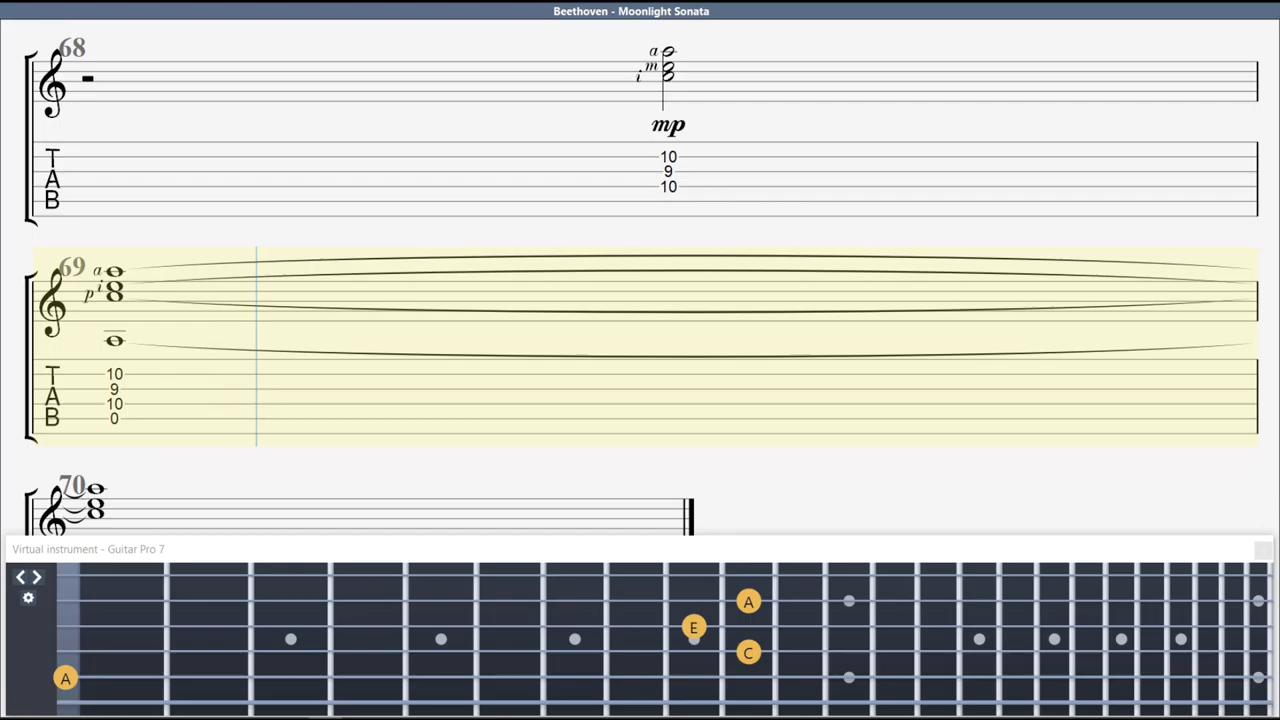 Beethoven - Moonlight Sonata
68
a
m
i
mp
T
A
B
10
9
10
69
a
i
p
T
A
B
10
9
10
0
70
Virtual instrument - Guitar Pro 7
A
E
C
A